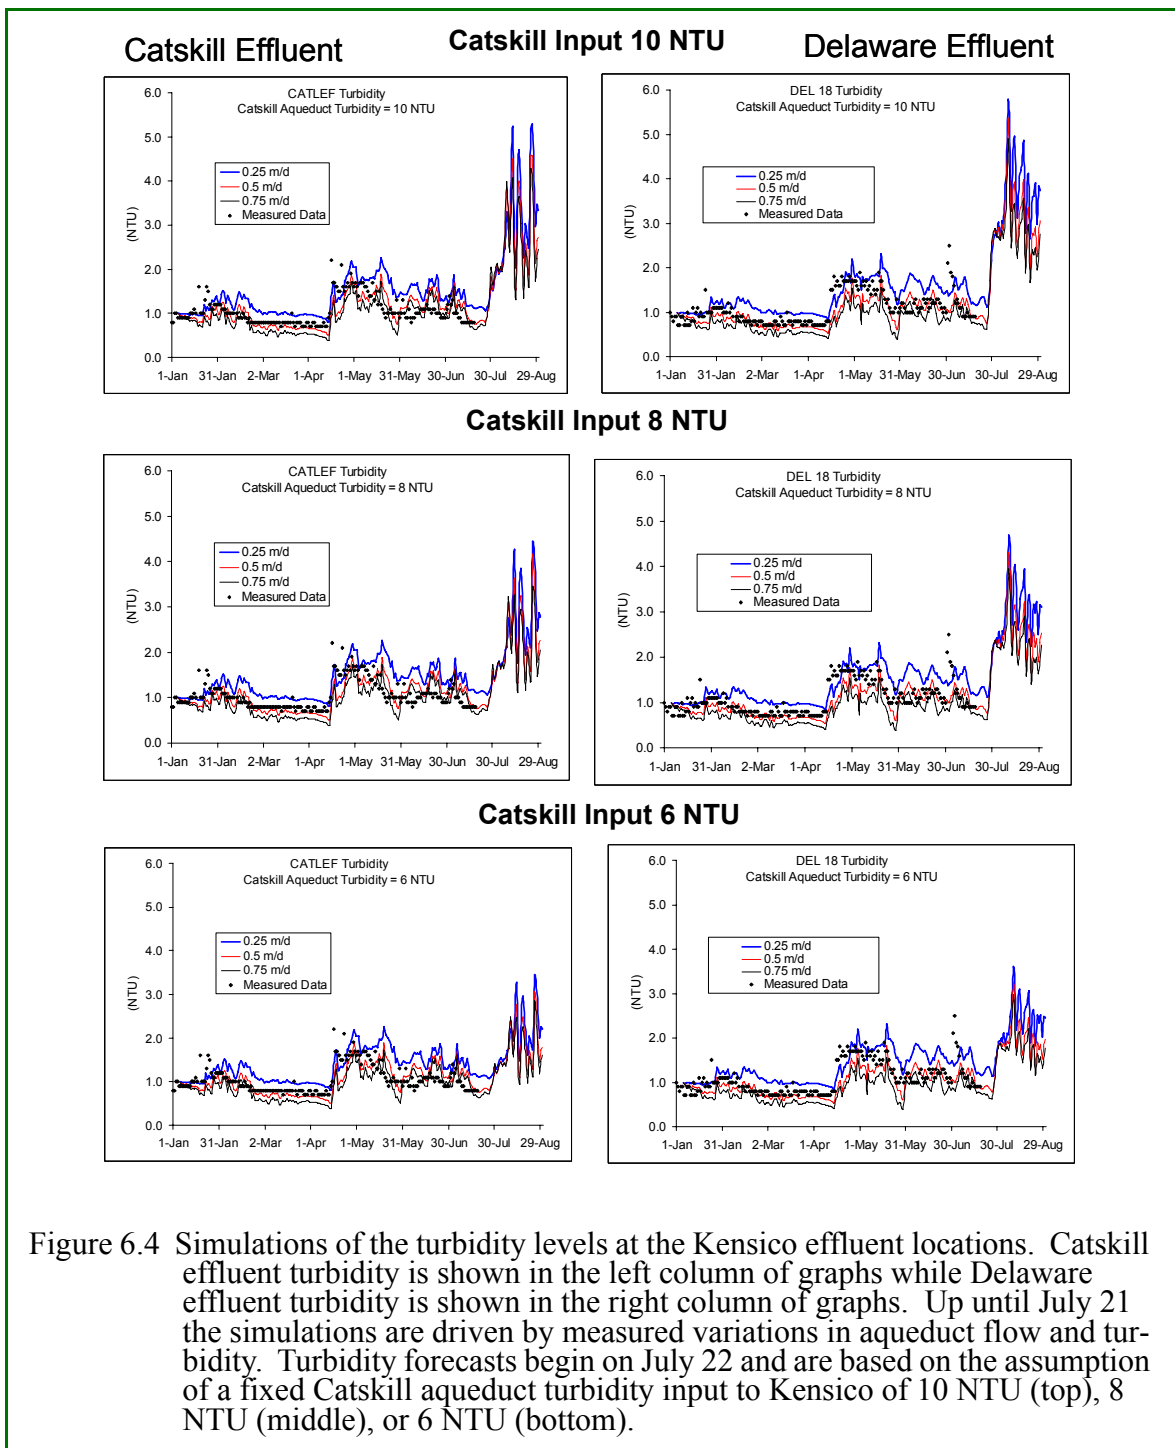 Catskill Effluent
Catskill Input 10 NTU
Delaware Effluent
CATLEF Turbidity
Catskill Aqueduct Turbidity = 10 NTU
6.0
5.0
4.0
3.0
2.0
1.0
0.0
(NTU)
0.25 m/d
0.5 m/d
0.75 m/d
Measured Data
1-Jan 31-Jan 2-Mar 1-Apr 1-May 31-May 30-Jun 30-Jul 29-Aug
DEL 18 Turbidity
Catskill Aqueduct Turbidity = 10 NTU
6.0
5.0
4.0
3.0
2.0
1.0
0.0
(NTU)
0.25 m/d
0.5 m/d
0.75 m/d
Measured Data
1-Jan 31-Jan 2-Mar 1-Apr 1-May 31-May 30-Jun 30-Jul 29-Aug
Catskill Input 8 NTU
CATLEF Turbidity
Catskill Aqueduct Turbidity = 8 NTU
6.0
5.0
4.0
3.0
2.0
1.0
0.0
(NTU)
0.25 m/d
0.5 m/d
0.75 m/d
Measured Data
1-Jan 31-Jan 2-Mar 1-Apr 1-May 31-May 30-Jun 30-Jul 29-Aug
DEL 18 Turbidity
Catskill Aqueduct Turbidity = 8 NTU
6.0
5.0
4.0
3.0
2.0
1.0
0.0
(NTU)
0.25 m/d
0.5 m/d
0.75 m/d
Measured Data
1-Jan 31-Jan 2-Mar 1-Apr 1-May 31-May 30-Jun 30-Jul 29-Aug
Catskill Input 6 NTU
CATLEF Turbidity
Catskill Aqueduct Turbidity = 6 NTU
6.0
5.0
4.0
3.0
2.0
1.0
0.0
(NTU)
0.25 m/d
0.5 m/d
0.75 m/d
Measured Data
1-Jan 31-Jan 2-Mar 1-Apr 1-May 31-May 30-Jun 30-Jul 29-Aug
DEL 18 Turbidity
Catskill Aqueduct Turbidity = 6 NTU
6.0
5.0
4.0
3.0
2.0
1.0
0.0
(NTU)
0.25 m/d
0.5 m/d
0.75 m/d
Measured Data
1-Jan 31-Jan 2-Mar 1-Apr 1-May 31-May 30-Jun 30-Jul 29-Aug
Figure 6.4 Simulations of the turbidity levels at the Kensico effluent locations. Catskill
effluent turbidity is shown in the left column of graphs while Delaware
effluent turbidity is shown in the right column of graphs. Up until July 21
the simulations are driven by measured variations in aqueduct flow and tur-
bidity. Turbidity forecasts begin on July 22 and are based on the assumption
of a fixed Catskill aqueduct turbidity input to Kensico of 10 NTU (top), 8
NTU (middle), or 6 NTU (bottom).